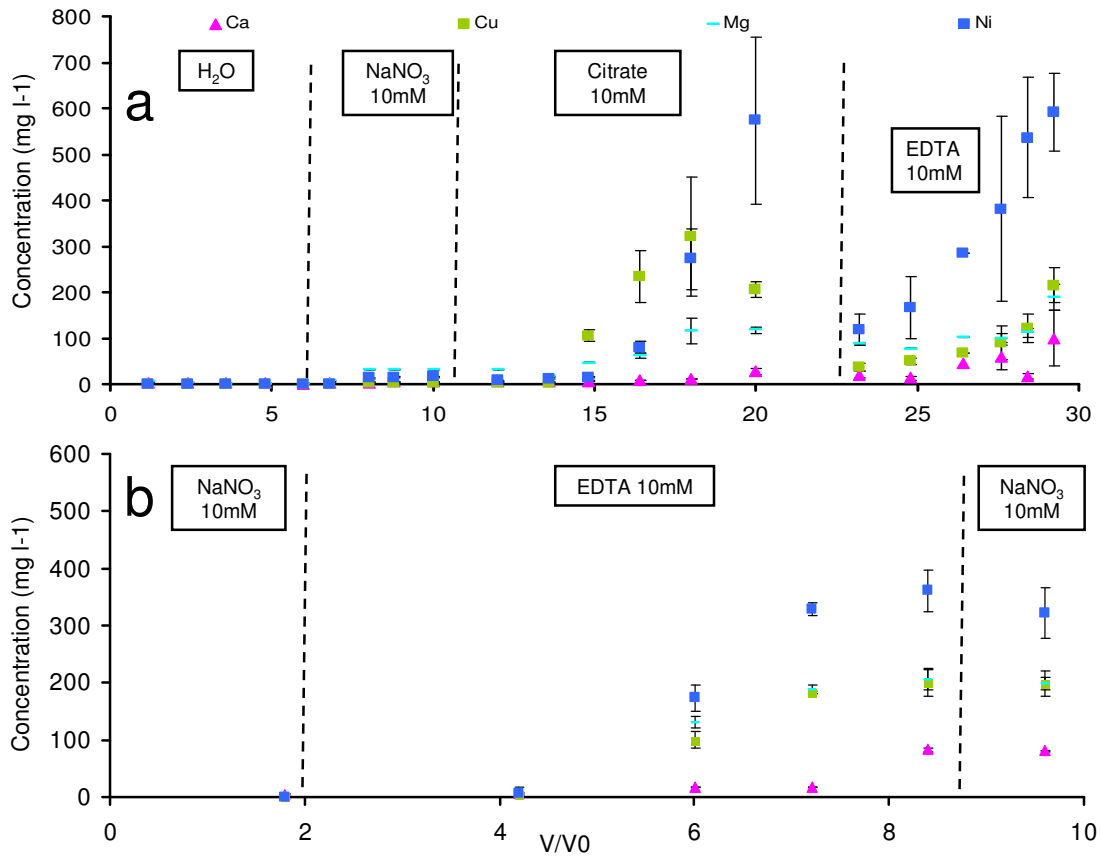 Ca Cu Mg Ni
a
H₂O
NaNO₃
10mM
Citrate
10mM
EDTA
10mM
Concentration (mg l-1)
800
700
600
500
400
300
200
100
0
0 5 10 15 20 25 30
b
NaNO₃
10mM
EDTA 10mM
NaNO₃
10mM
Concentration (mg l-1)
600
500
400
300
200
100
0
0 2 4 6 8 10
V/V0